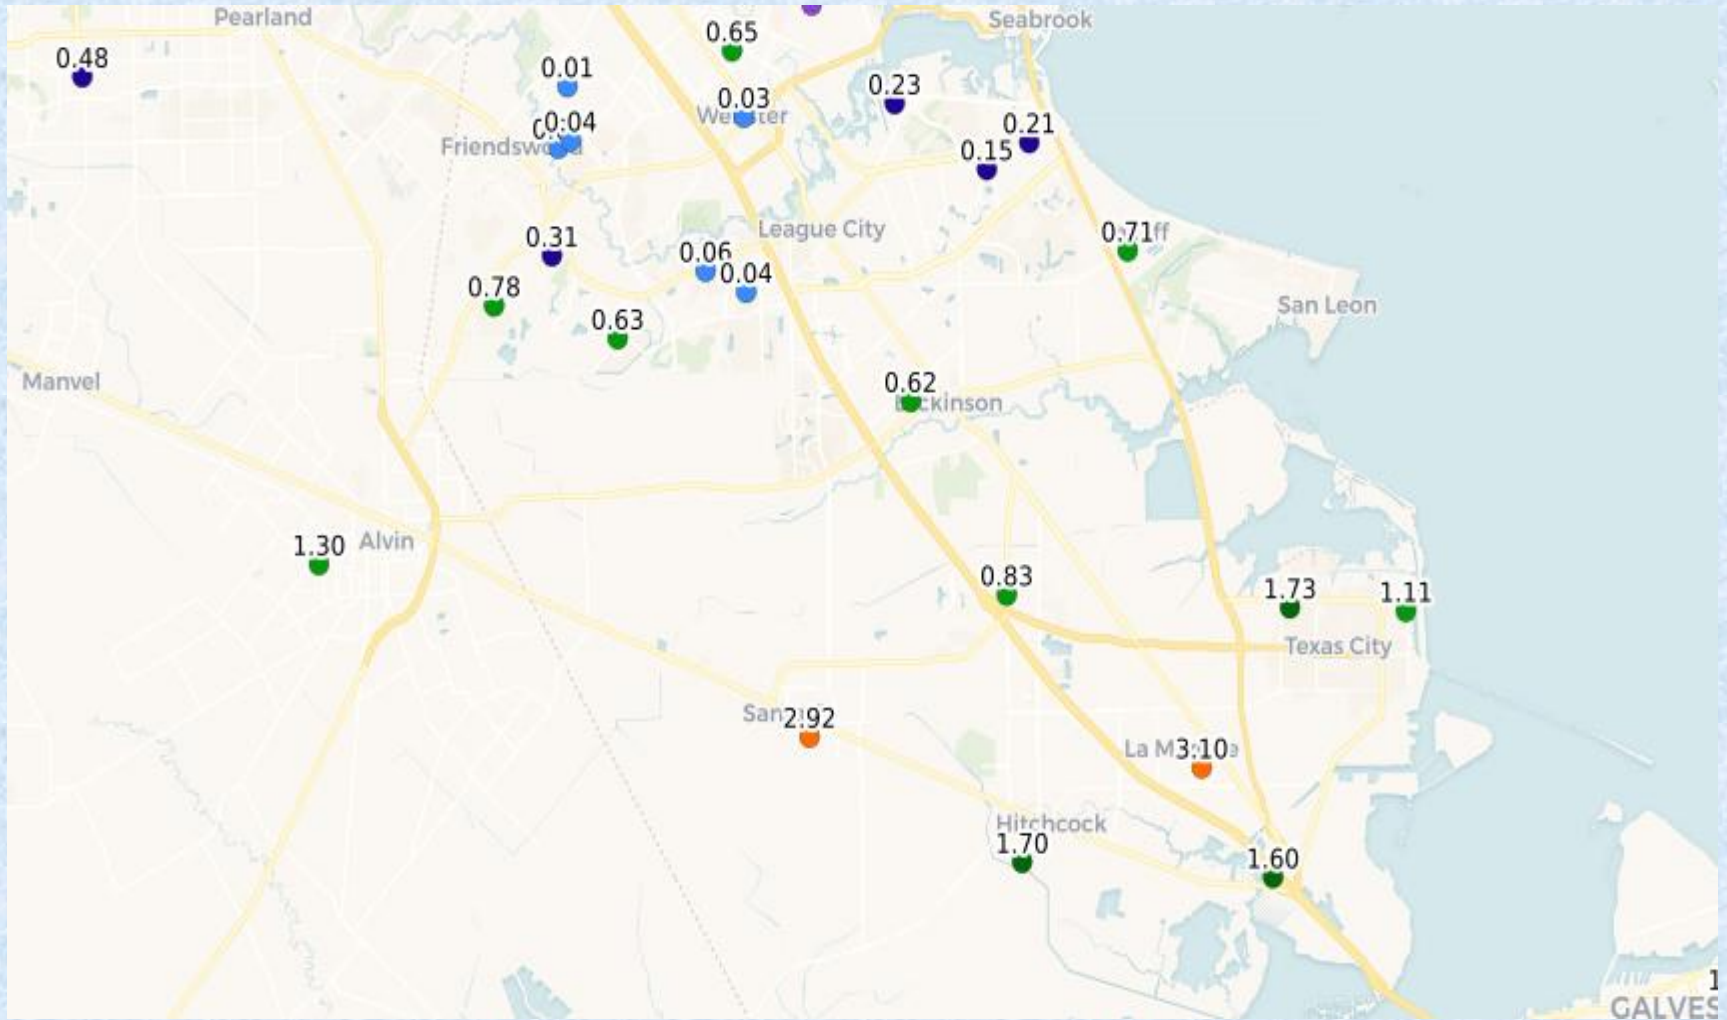 Pearland
Seabrook
0.65
0.48
0.01
0.23
0.03
0.04
0.21
Friendswood
0.15
League City
0.71
0.31
0.06
0.04
0.78
San Leon
0.63
Manvel
0.62
Dickinson
Alvin
1.30
0.83
1.73
1.11
Texas City
2.92
La Marque
3.10
Hitchcock
1.70
1.60
GALVES